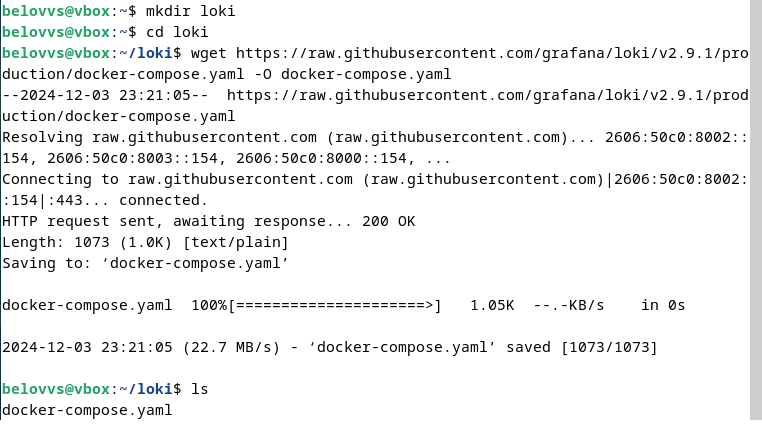 belovvs@vbox:~$ mkdir loki
belovvs@vbox:~$ cd loki
belovvs@vbox:~/loki$ wget https://raw.githubusercontent.com/grafana/loki/v2.9.1/pro
duction/docker-compose.yaml -O docker-compose.yaml
--2024-12-03 23:21:05--  https://raw.githubusercontent.com/grafana/loki/v2.9.1/prod
uction/docker-compose.yaml
Resolving raw.githubusercontent.com (raw.githubusercontent.com)... 2606:50c0:8002::
154, 2606:50c0:8003::154, 2606:50c0:8000::154, ...
Connecting to raw.githubusercontent.com (raw.githubusercontent.com)|2606:50c0:8002:
:154|:443... connected.
HTTP request sent, awaiting response... 200 OK
Length: 1073 (1.0K) [text/plain]
Saving to: ‘docker-compose.yaml’
docker-compose.yaml  100%[=====================>]   1.05K  --.-KB/s    in 0s
2024-12-03 23:21:05 (22.7 MB/s) - ‘docker-compose.yaml’ saved [1073/1073]
belovvs@vbox:~/loki$ ls
docker-compose.yaml